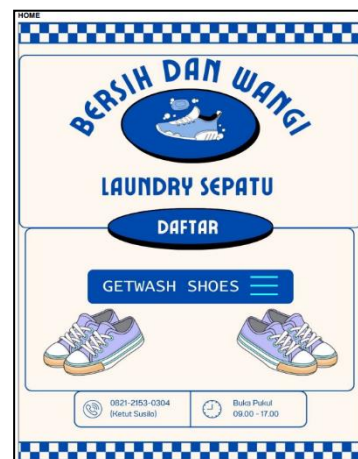 HOME
BERSIH DAN WANGI
LAUNDRY SEPATU
DAFTAR
GETWASH SHOES
0821-2153-0304
(Ketut Susilo)
Buka Pukul
09.00 - 17.00